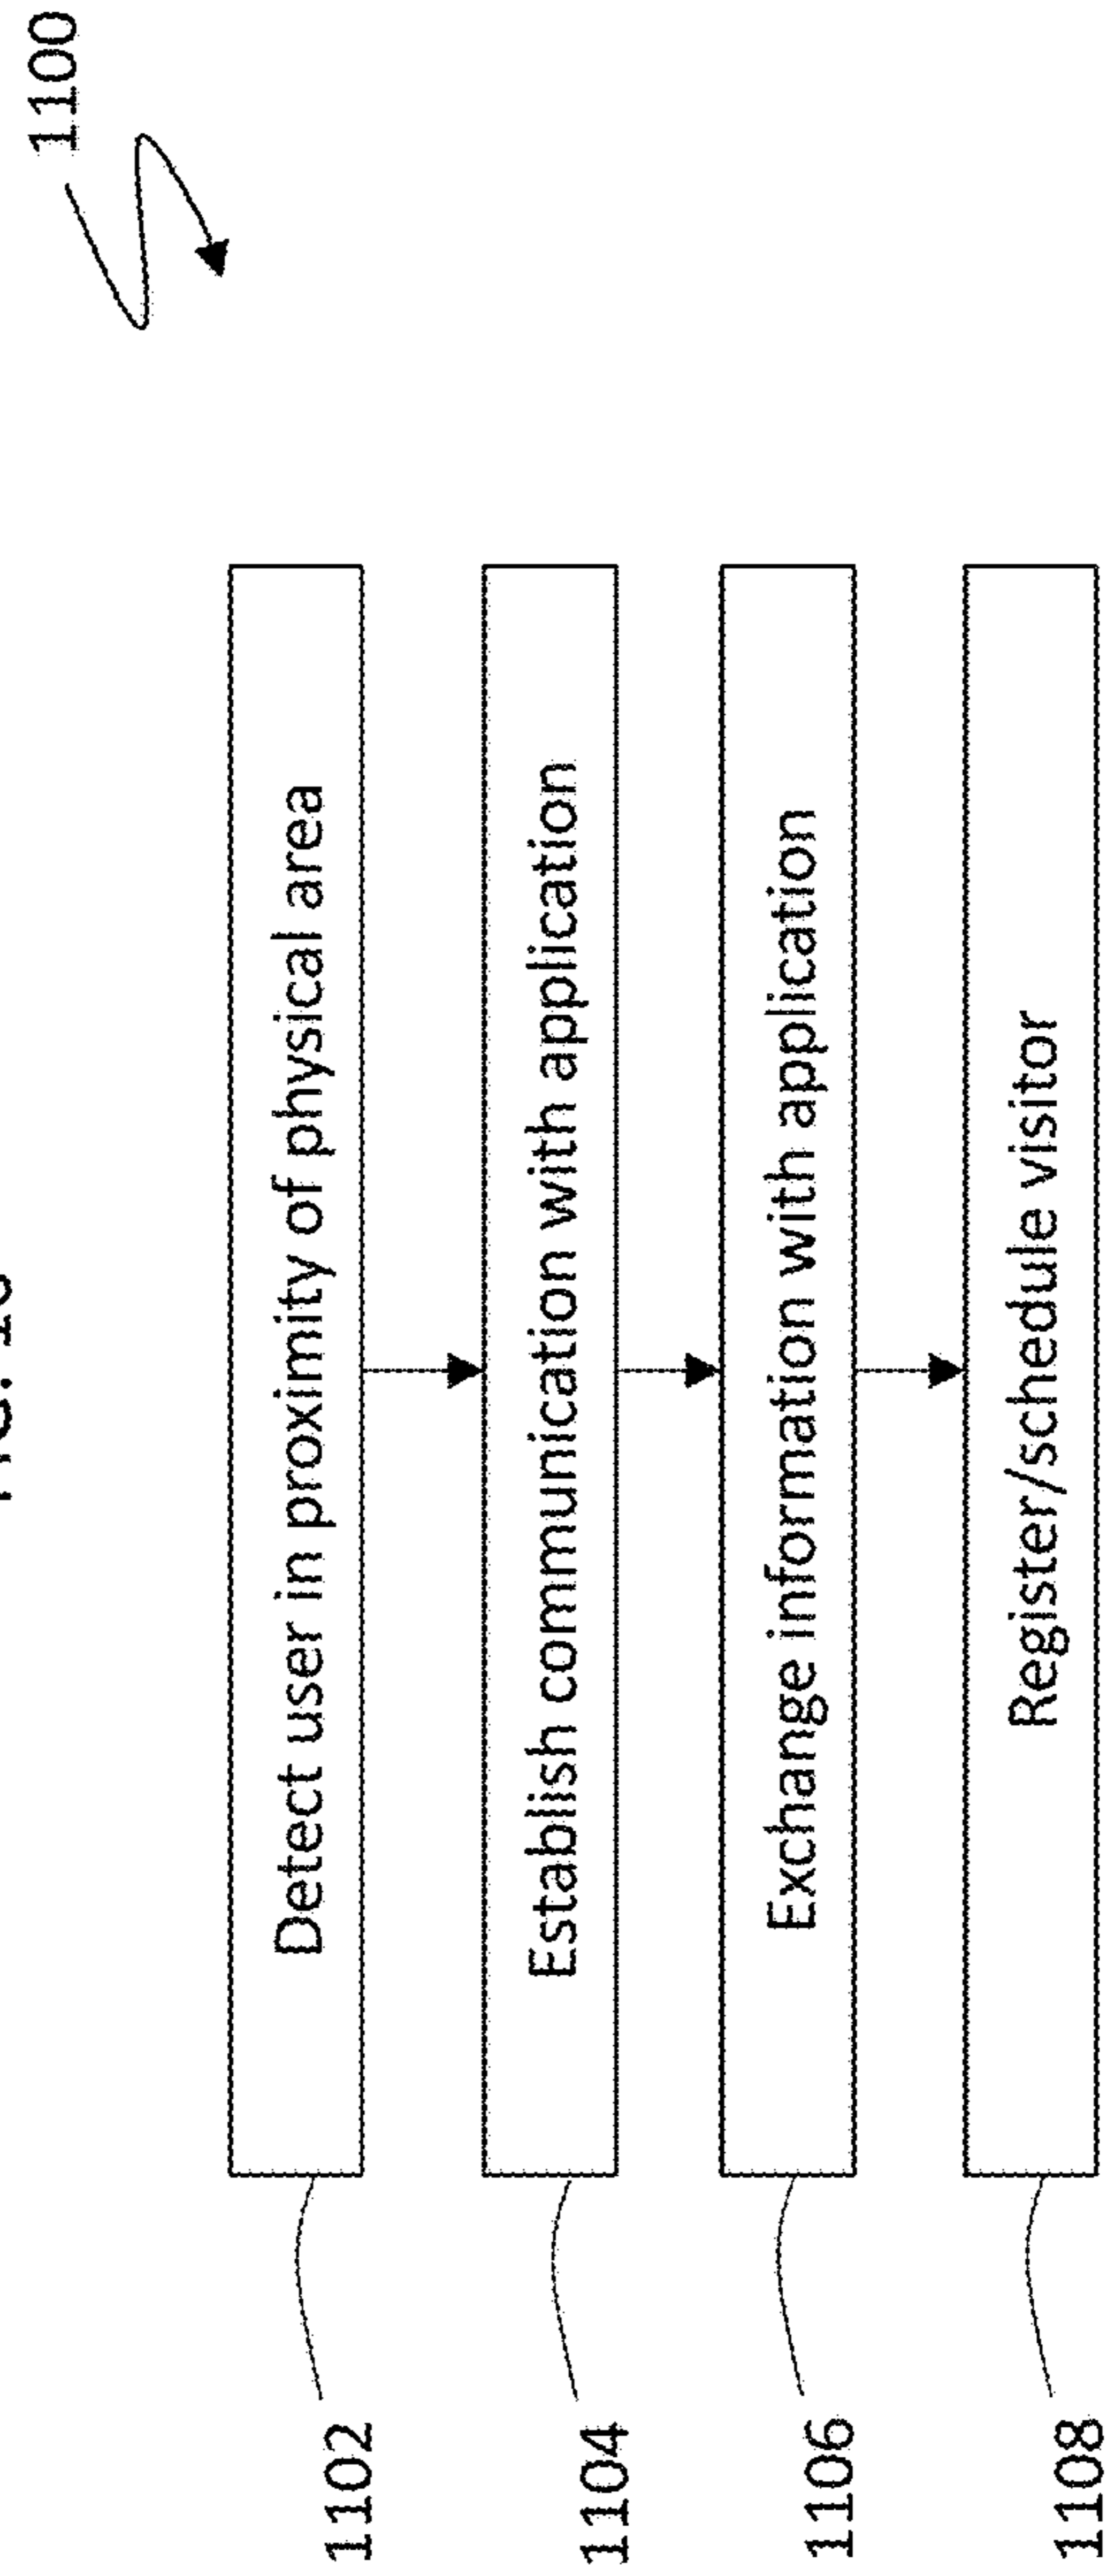 1100
1102
Detect user in proximity of physical area
1104
Establish communication with application
1106
Exchange information with application
1108
Register/schedule visitor